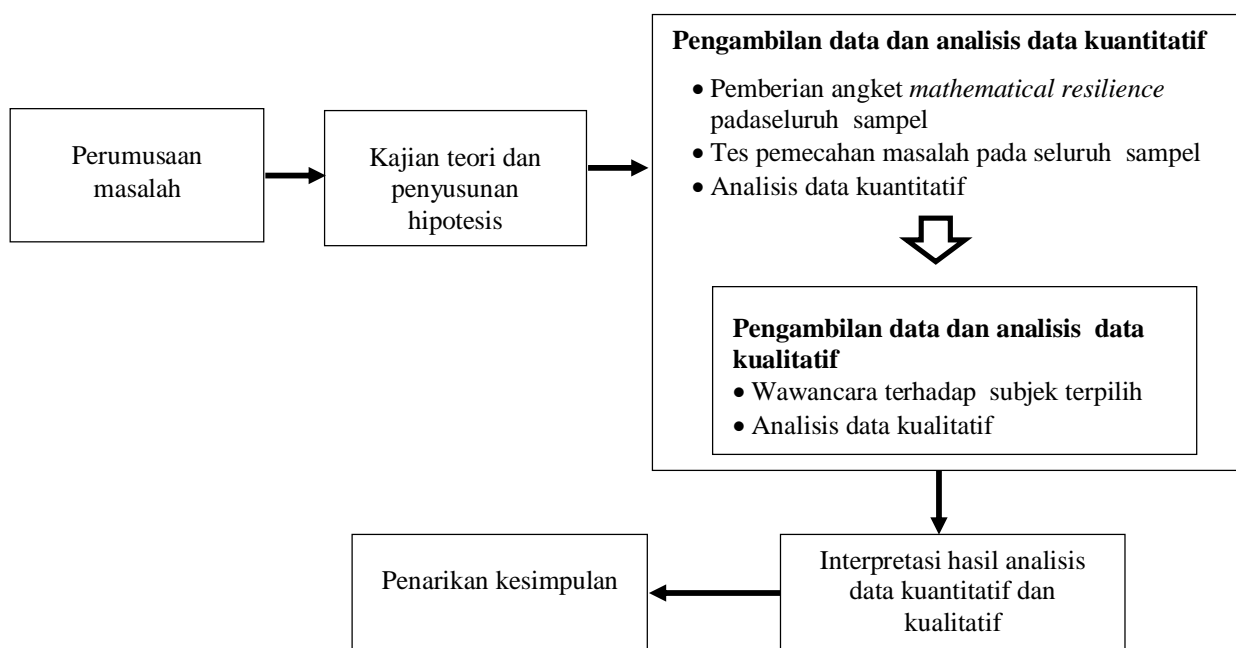 Perumusaan
masalah
Kajian teori dan
penyusunan
hipotesis
Pengambilan data dan analisis data kuantitatif
• Pemberian angket mathematical resilience
padaseluruh sampel
• Tes pemecahan masalah pada seluruh sampel
• Analisis data kuantitatif
Pengambilan data dan analisis data
kualitatif
• Wawancara terhadap subjek terpilih
• Analisis data kualitatif
Interpretasi hasil analisis
data kuantitatif dan
kualitatif
Penarikan kesimpulan